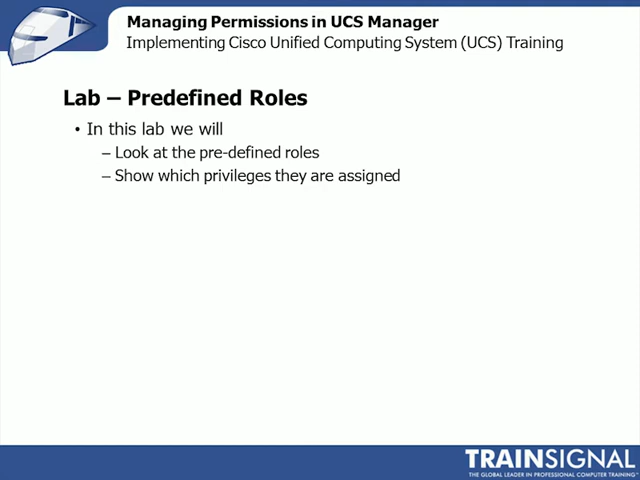 Managing Permissions in UCS Manager
Implementing Cisco Unified Computing System (UCS) Training
Lab – Predefined Roles
• In this lab we will
– Look at the pre-defined roles
– Show which privileges they are assigned
TRAINSIGNAL
THE GLOBAL LEADER IN PROFESSIONAL COMPUTER TRAINING